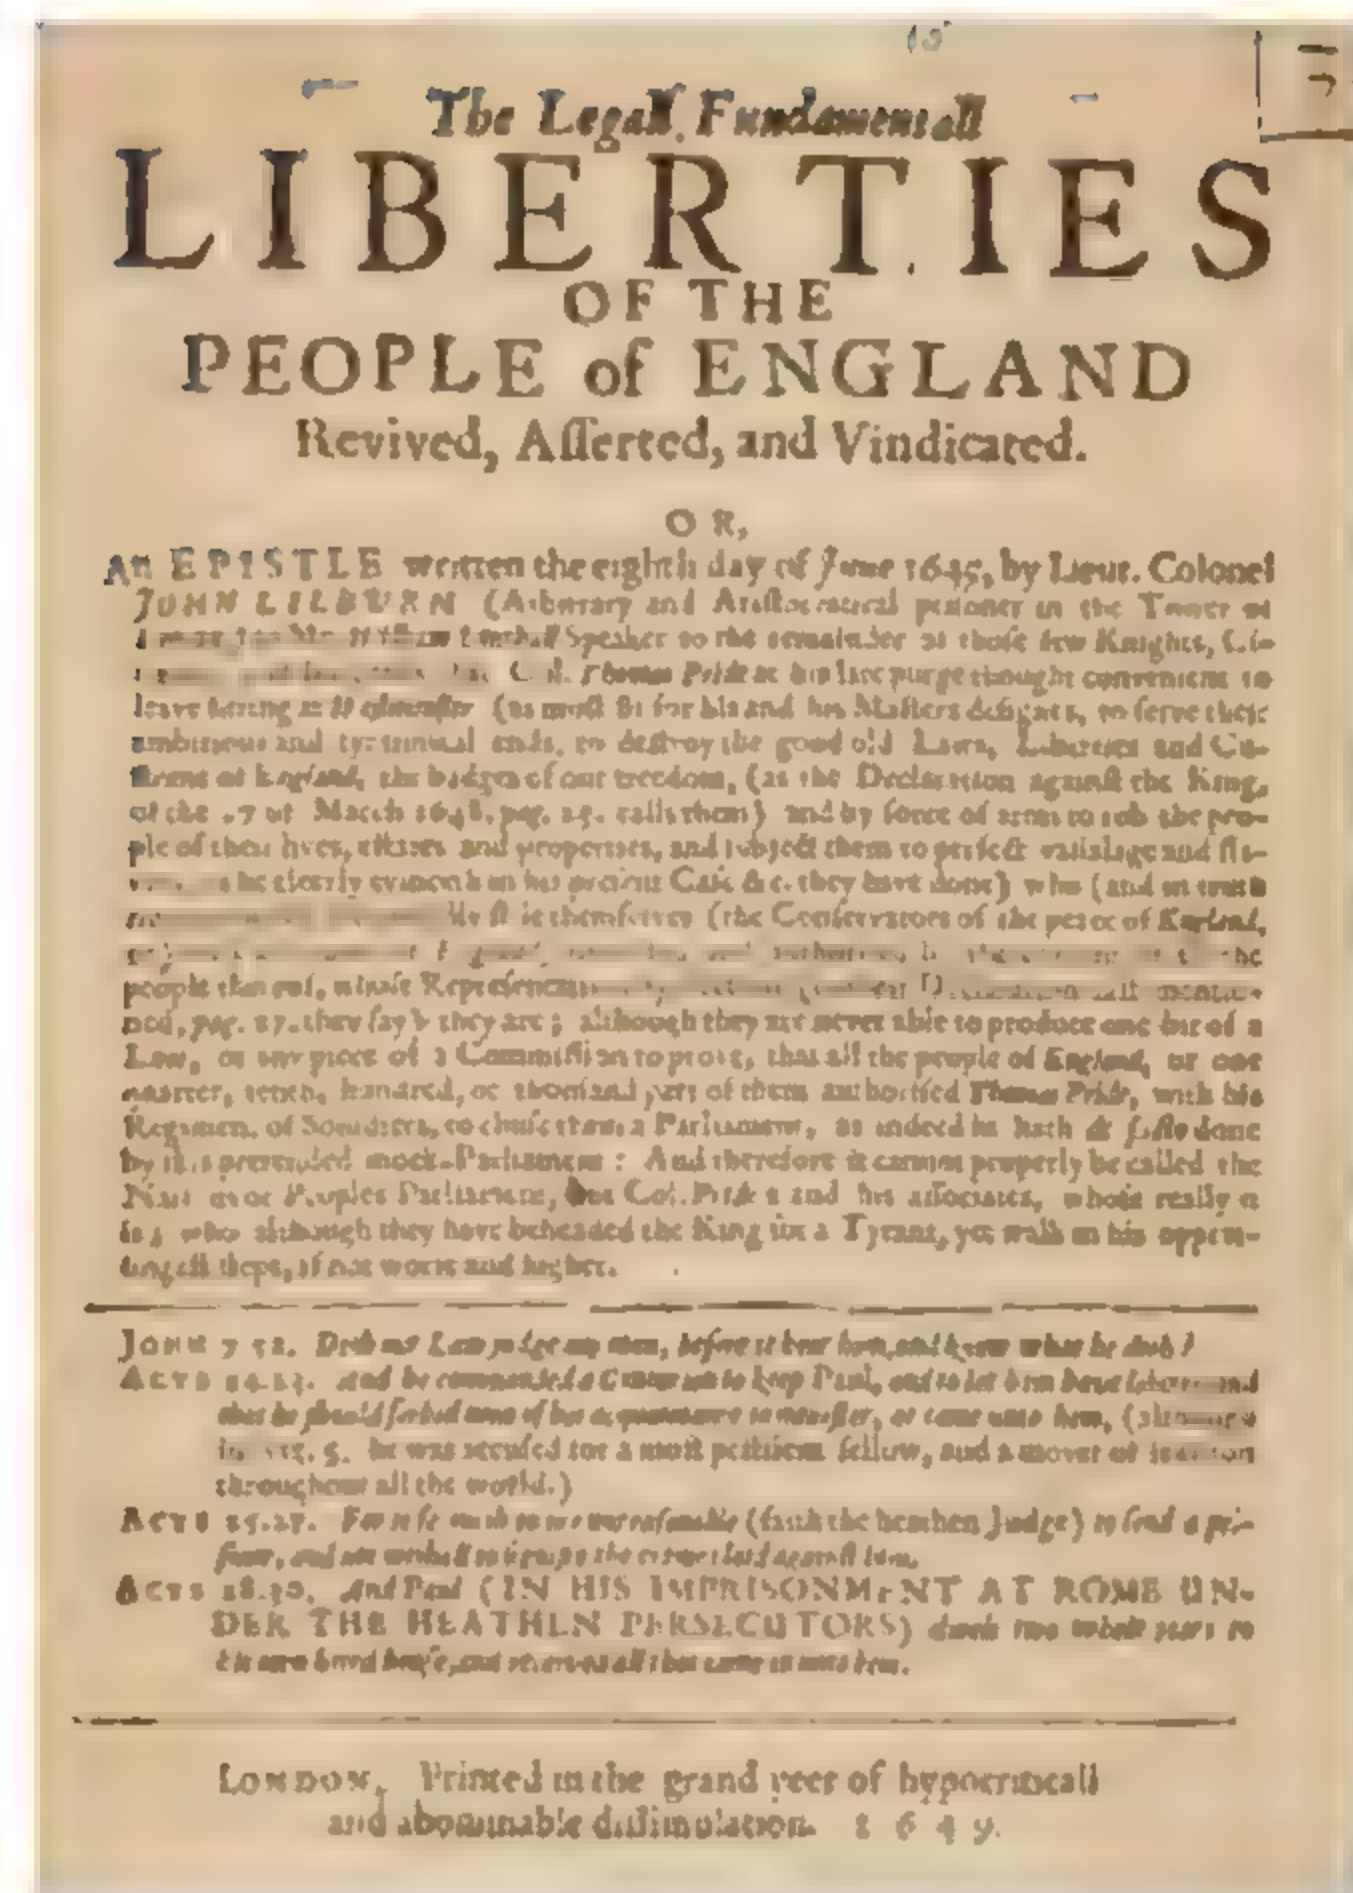 The Legall Fundamentall
LIBERTIES
OF THE
PEOPLE of ENGLAND
Revived, Aſſerted, and Vindicated.
OR,
An EPISTLE written the eighth day of June 1649, by Lieut. Colonel
JOHN LILBURN (Arbitrary and Ariſtocratical priſoner in the Tower of
Speaker to the remainder of thoſe few Knights, Ci-
Thomas Pride at his late purge thought convenient to
leave ſitting at Weſtminſter (as moſt fit for his and his Maſters deſignes, to ſerve their
ambitious and tyrannical ends, to deſtroy the good old Laws, Liberties and Cu-
ſtoms of England, the badges of our freedom, (as the Declaration againſt the King,
of the 17 of March 1648. pag. 23. calls them) and by force of arms to rob the peo-
ple of their lives, eſtates and properties, and ſubject them to perfect vaſſalage and ſla-
he cleerly evinceth in his preſent Caſe &c. they have done) who (and in truth
themſelves (the Conſervators of the peace of England,
the
people thereof, whoſe Repreſentatives Declaration laſt mentio-
ned, pag. 27. they ſay) they are; although they are never able to produce one bit of a
Law, or any piece of a Commiſſion to prove, that all the people of England, or one
quarter, tenth, hundred, or thouſand part of them authoriſed Thomas Pride, with his
Regiment of Souldiers, to chuſe them a Parliament, as indeed he hath de facto done
by this pretended mock-Parliament: And therefore it cannot properly be called the
Nations or Peoples Parliament, but Col. Pride's and his aſſociates, whoſe really it
is; who although they have beheaded the King for a Tyrant, yet walk in his oppreſ-
ſingeſt ſteps, if not worſe and higher.
JOHN 7 52. Doth our Law judge any man, before it hear him, and know what he doth?
ACTS 24.23. And he commanded a Centurion to keep Paul, and to let him have liberty, and
that he ſhould forbid none of his acquaintance to miniſter, or come unto him, (although
in 5. he was accuſed for a moſt peſtilent fellow, and a mover of ſedition
throughout all the world.)
ACTS 25.27. For it ſeemeth to me unreaſonable (ſaith the heathen Judge) to ſend a pri-
ſoner, and not withall to ſignifie the crimes laid againſt him.
ACTS 28.30. And Paul (IN HIS IMPRISONMENT AT ROME UN-
DER THE HEATHEN PERSECUTORS) dwelt two whole years in
his own hired houſe, and received all that came in unto him.
LONDON, Printed in the grand yeer of hypocriticall
and abominable diſſimulation. 1649.